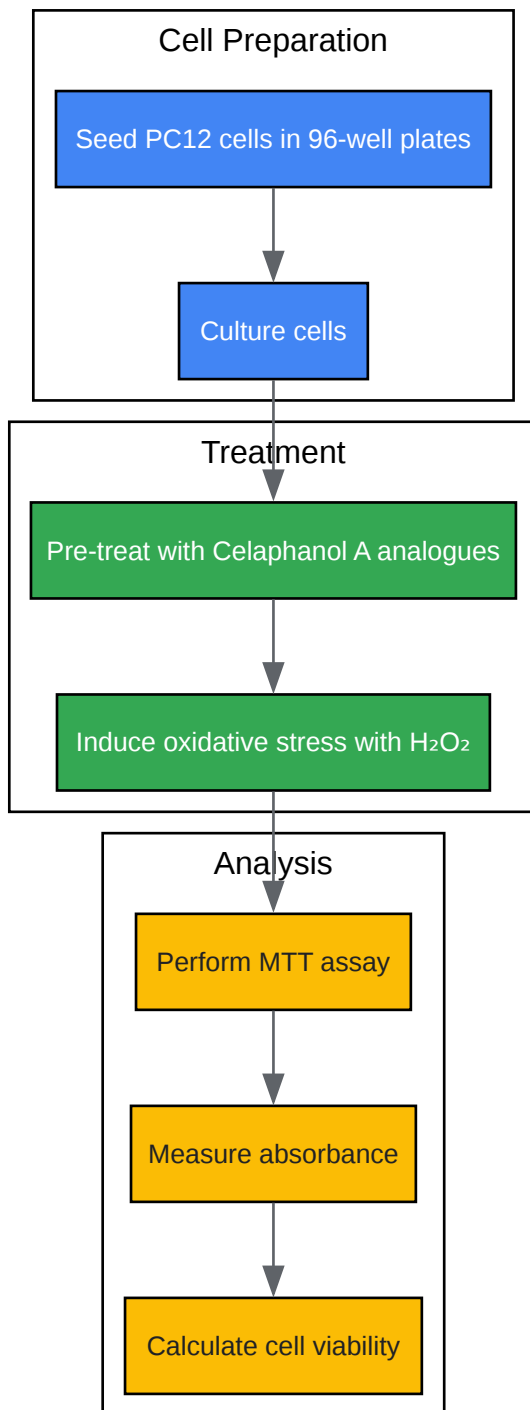 Cell Preparation
Seed PC12 cells in 96-well plates
Culture cells
Treatment
Pre-treat with Celaphanol A analogues
Induce oxidative stress with H₂O₂
Analysis
Perform MTT assay
Measure absorbance
Calculate cell viability